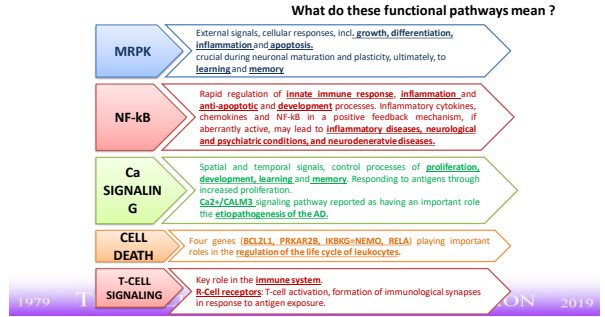 What do these functional pathways mean ?
MRPK
External signals, cellular responses, incl. growth, differentiation,
inflammation and apoptosis.
crucial during neuronal maturation and plasticity, ultimately, to
learning and memory
NF-kB
Rapid regulation of innate immune response, inflammation and
anti-apoptotic and development processes. Inflammatory cytokines,
chemokines and NF-kB in a positive feedback mechanism, if
aberrantly active, may lead to inflammatory diseases, neurological
and psychiatric conditions, and neurodeneratvie diseases.
Ca
SIGNALIN
G
Spatial and temporal signals, control processes of proliferation,
development, learning and memory. Responding to antigens through
increased proliferation.
Ca2+/CALM3 signaling pathway reported as having an important role
the etiopathogenesis of the AD.
CELL
DEATH
Four genes (BCL2L1, PRKAR2B, IKBKG=NEMO, RELA) playing important
roles in the regulation of the life cycle of leukocytes.
T-CELL
SIGNALING
Key role in the immune system.
R-Cell receptors: T-cell activation, formation of immunological synapses
in response to antigen exposure.
1979
2019